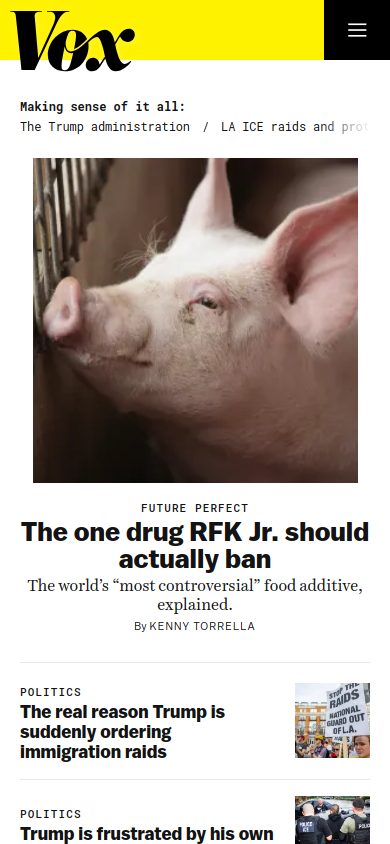 Vox
Making sense of it all:
The Trump administration / LA ICE raids and
FUTURE PERFECT
The one drug RFK Jr. should
actually ban
The world’s “most controversial” food additive,
explained.
By KENNY TORRELLA
POLITICS
The real reason Trump is
suddenly ordering
immigration raids
STOP THE
RAIDS
NATIONAL
GUARD OUT
OF L.A.
POLITICS
Trump is frustrated by his own
POLICE
ICE